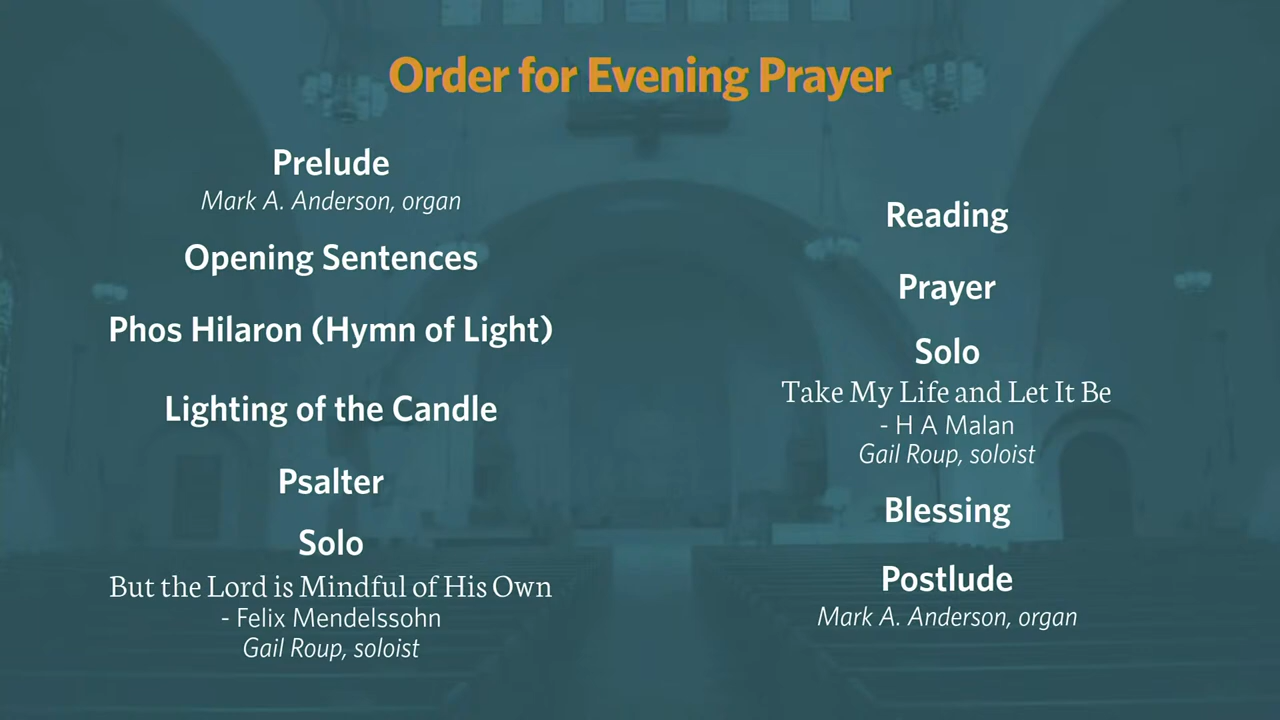 Order for Evening Prayer
Prelude
Mark A. Anderson, organ
Opening Sentences
Phos Hilaron (Hymn of Light)
Lighting of the Candle
Psalter
Solo
But the Lord is Mindful of His Own
- Felix Mendelssohn
Gail Roup, soloist
Reading
Prayer
Solo
Take My Life and Let It Be
- H A Malan
Gail Roup, soloist
Blessing
Postlude
Mark A. Anderson, organ